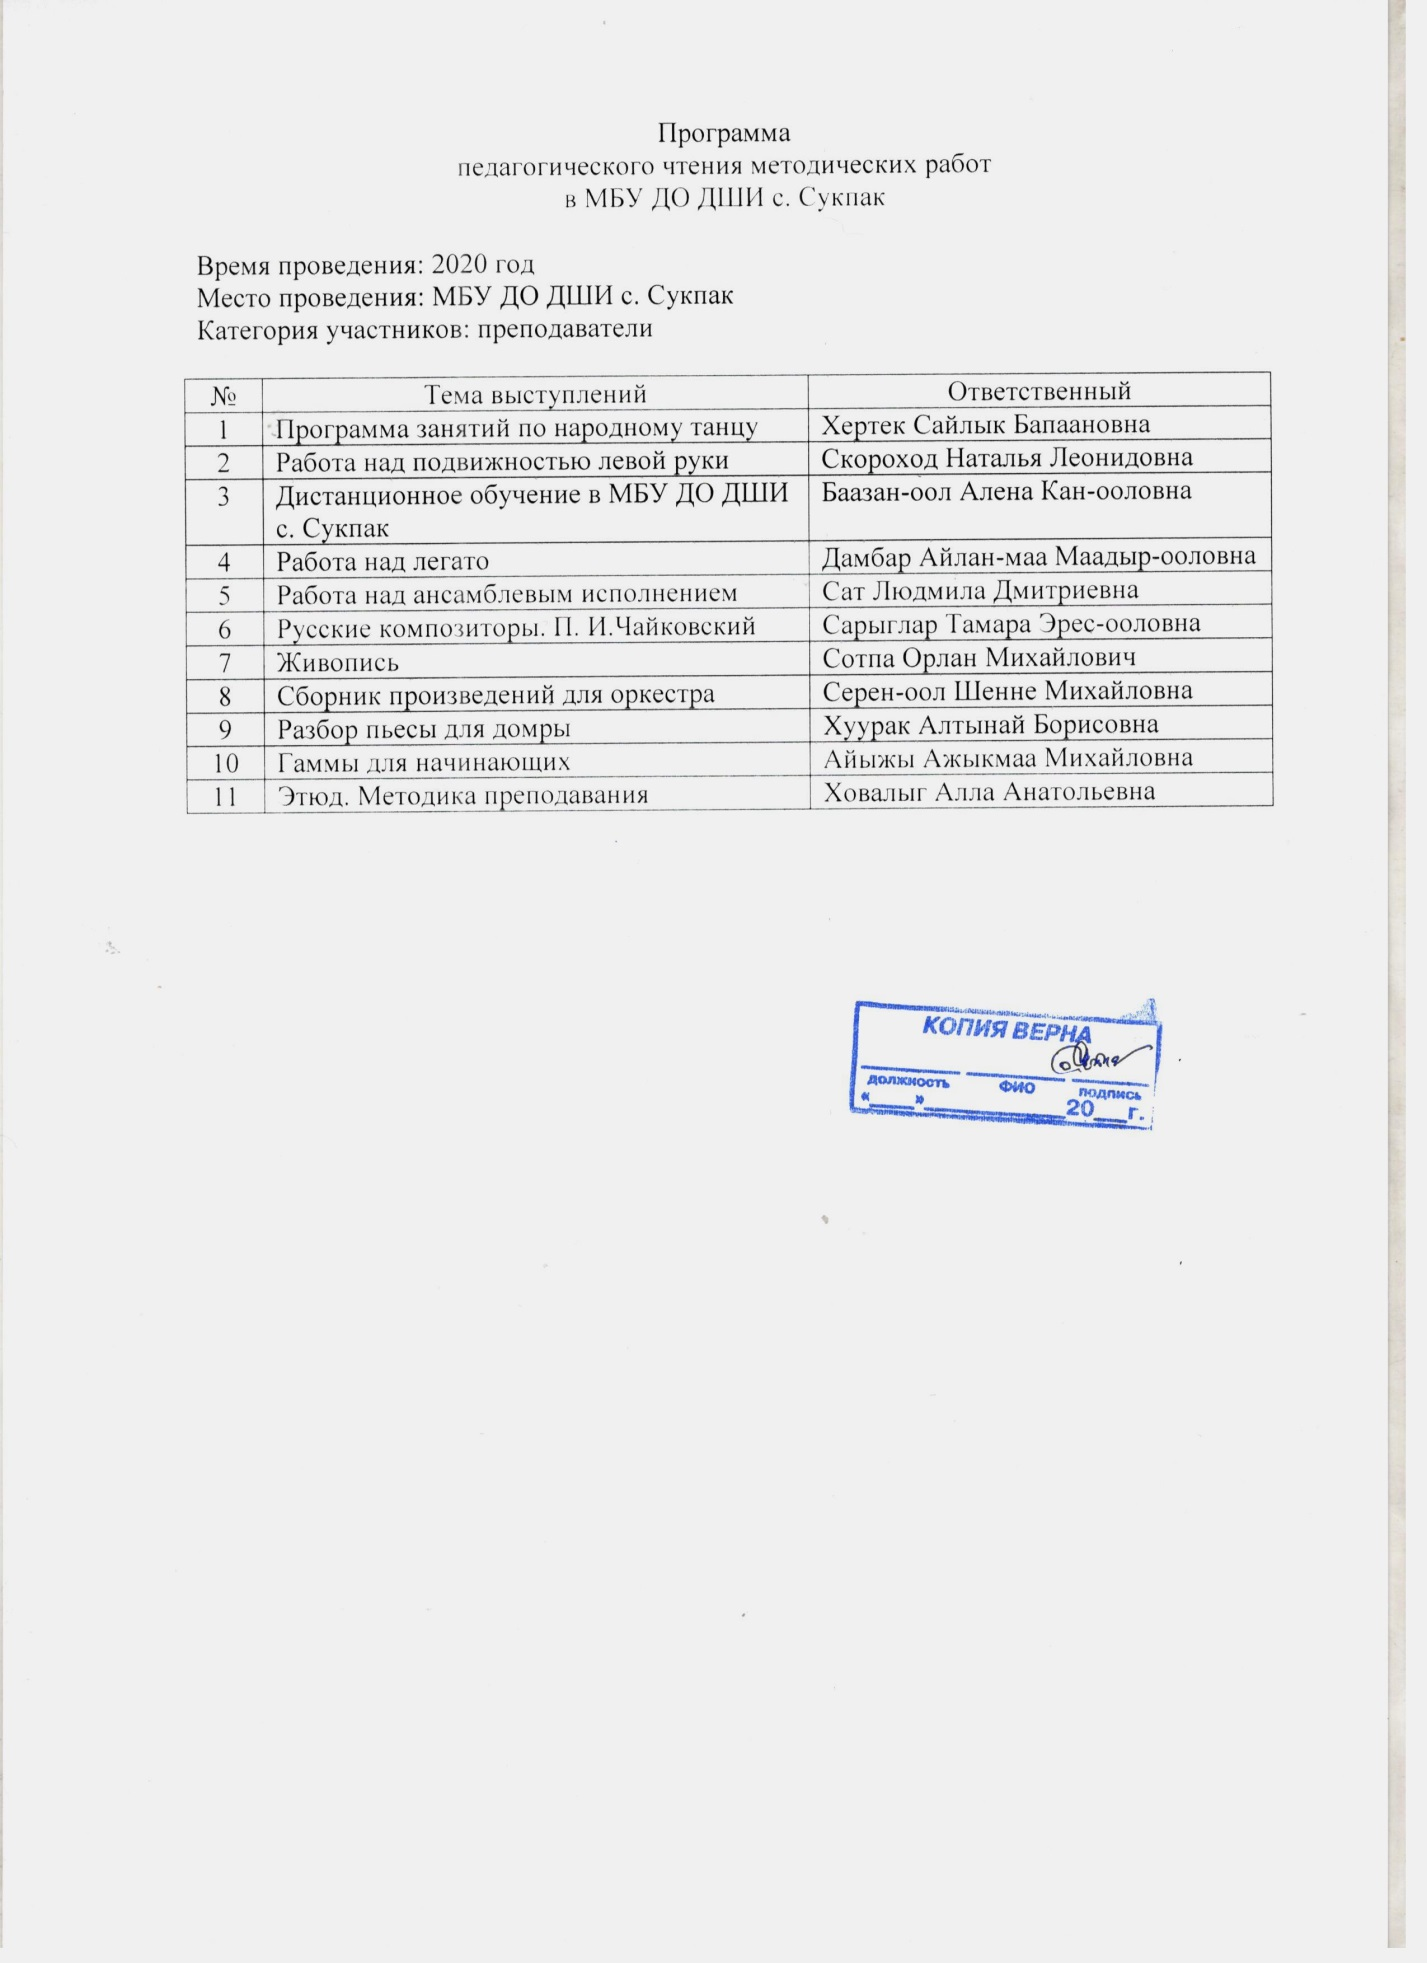 Программа
педагогического чтения методических работ
в МБУ ДО ДШИ с. Сукпак
Время проведения: 2020 год
Место проведения: МБУ ДО ДШИ с. Сукпак
Категория участников: преподаватели
№ Тема выступлений Ответственный
1 Программа занятий по народному танцу Хертек Сайлык Бапаановна
2 Работа над подвижностью левой руки Скороход Наталья Леонидовна
3 Дистанционное обучение в МБУ ДО ДШИ Баазан-оол Алена Кан-ооловна
с. Сукпак
4 Работа над легато Дамбар Айлан-маа Маадыр-ооловна
5 Работа над ансамблевым исполнением Сат Людмила Дмитриевна
6 Русские композиторы. П. И.Чайковский Сарыглар Тамара Эрес-ооловна
7 Живопись Сотпа Орлан Михайлович
8 Сборник произведений для оркестра Серен-оол Шенне Михайловна
9 Разбор пьесы для домры Хуурак Алтынай Борисовна
10 Гаммы для начинающих Айыжы Ажыкмаа Михайловна
11 Этюд. Методика преподавания Ховалыг Алла Анатольевна
КОПИЯ ВЕРНА
должность ФИО подпись
«___»__________20__г.